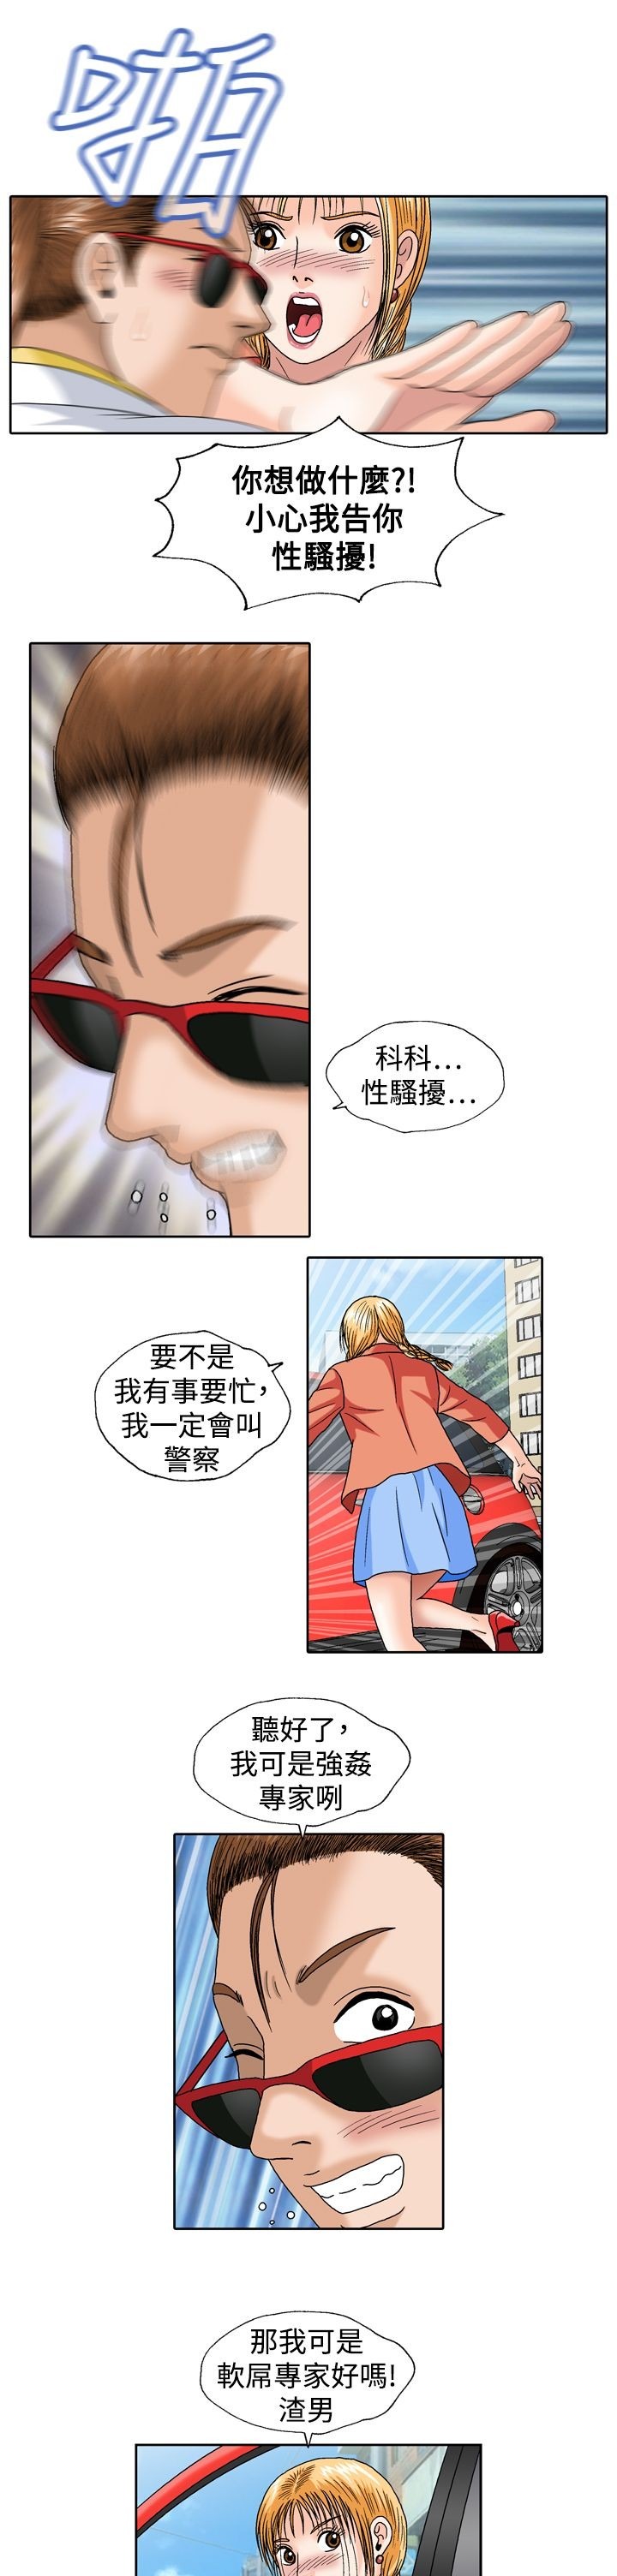 啪
你想做什麼?!
小心我告你
性騷擾!
科科...
性騷擾...
要不是
我有事要忙,
我一定會叫
警察
聽好了,
我可是強姦
專家咧
那我可是
軟屌專家好嗎!
渣男